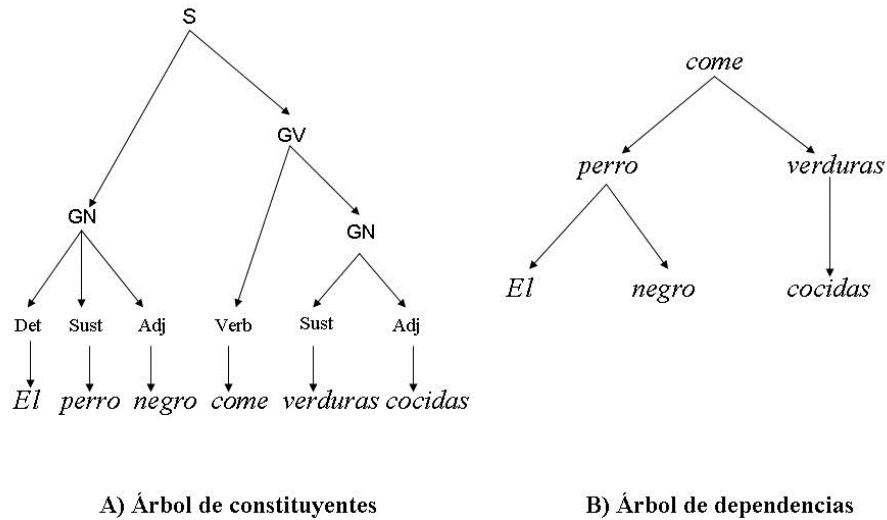 S
come
GV
perro verduras
GN
GN
El negro cocidas
Det Sust Adj Verb Sust Adj
El perro negro come verduras cocidas
A) Árbol de constituyentes B) Árbol de dependencias